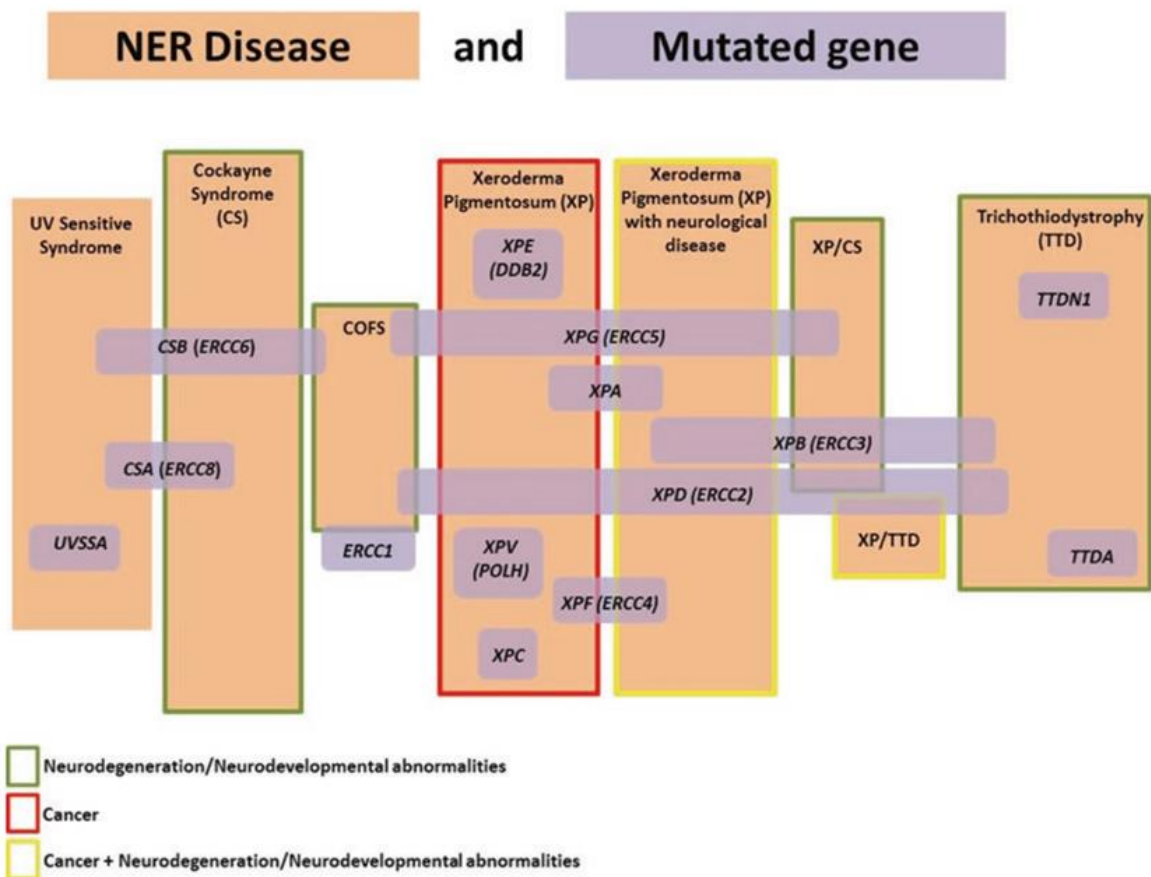 NER Disease and Mutated gene
UV Sensitive
Syndrome
Cockayne
Syndrome
(CS)
COFS
Xeroderma
Pigmentosum (XP)
Xeroderma
Pigmentosum (XP)
with neurological
disease
XP/CS
Trichothiodystrophy
(TTD)
XPE
(DDB2)
TTDN1
CSB (ERCC6)
XPG (ERCC5)
XPA
XPB (ERCC3)
CSA (ERCC8)
XPD (ERCC2)
UVSSA
ERCC1
XPV
(POLH)
XP/TTD
TTDA
XPF (ERCC4)
XPC
Neurodegeneration/Neurodevelopmental abnormalities
Cancer
Cancer + Neurodegeneration/Neurodevelopmental abnormalities